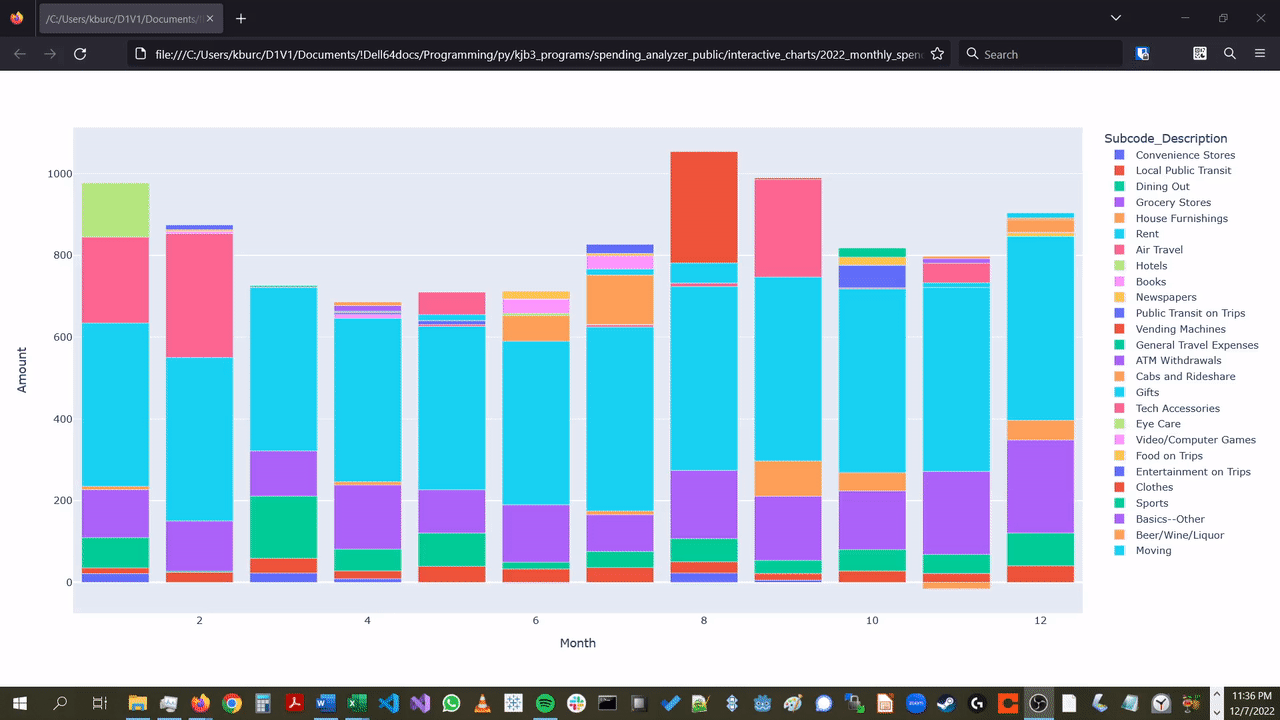 /C:/Users/kburc/D1V1/Documents/!
file:///C:/Users/kburc/D1V1/Documents/!Dell64docs/Programming/py/kjb3_programs/spending_analyzer_public/interactive_charts/2022_monthly_spen
Search
Subcode_Description
Convenience Stores
Local Public Transit
Dining Out
Grocery Stores
House Furnishings
Rent
Air Travel
Hotels
Books
Newspapers
Public Transit on Trips
Vending Machines
General Travel Expenses
ATM Withdrawals
Cabs and Rideshare
Gifts
Tech Accessories
Eye Care
Video/Computer Games
Food on Trips
Entertainment on Trips
Clothes
Sports
Basics--Other
Beer/Wine/Liquor
Moving
Amount
1000
800
600
400
200
0
2
4
6
8
10
12
Month
11:36 PM
12/7/2022